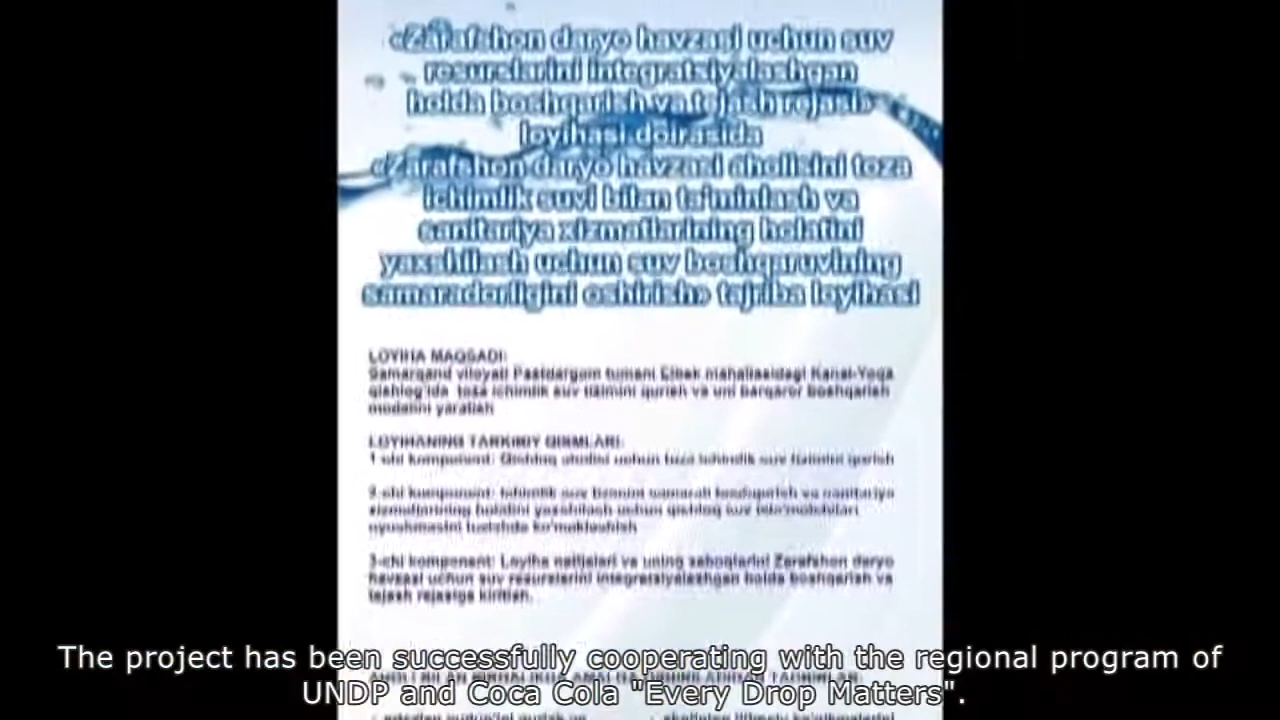 «Zarafshon daryo havzasi uchun suv
resurslarini integratsiyalashgan
holda boshqarish va tejash rejasi»
loyihasi doirasida
«Zarafshon daryo havzasi aholisini toza
ichimlik suvi bilan ta'minlash va
sanitariya xizmatlarining holatini
yaxshilash uchun suv boshqaruvining
samaradorligini oshirish» tajriba loyihasi
LOYIHA MAQSADI:
Samarqand viloyati Pastdargom tumani Elbek mahallasidagi Kanal-Yoqa
qishlog'ida toza ichimlik suv tizimini qurish va uni barqaror boshqarish
modelini yaratish
LOYIHANING TARKIBIY QISMLARI:
1-chi komponent: Qishloq aholisi uchun toza ichimlik suv tizimini qurish
2-chi komponent: Ichimlik suv tizimini samarali boshqarish va sanitariya
xizmatlarining holatini yaxshilash uchun qishloq suv iste'molchilari
uyushmasini tuzishda ko'maklashish
3-chi komponent: Loyiha natijalari va uning saboqlarini Zarafshon daryo
havzasi uchun suv resurslarini integratsiyalashgan holda boshqarish va
tejash rejasiga kiritish.
The project has been successfully cooperating with the regional program of
UNDP and Coca Cola "Every Drop Matters".